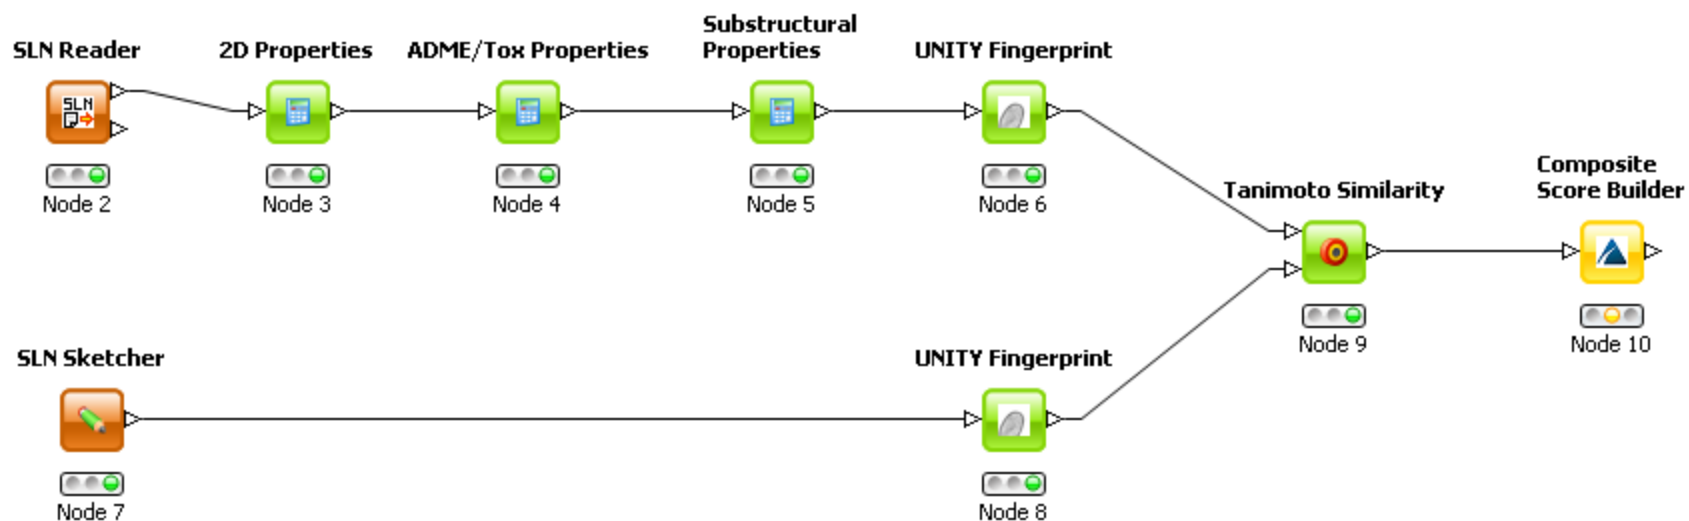 Substructural
SLN Reader
2D Properties
ADME/Tox Properties
Properties
UNITY Fingerprint
SLN
Node 2
Node 3
Node 4
Node 5
Node 6
Composite
Tanimoto Similarity
Score Builder
Node 9
Node 10
SLN Sketcher
UNITY Fingerprint
Node 7
Node 8